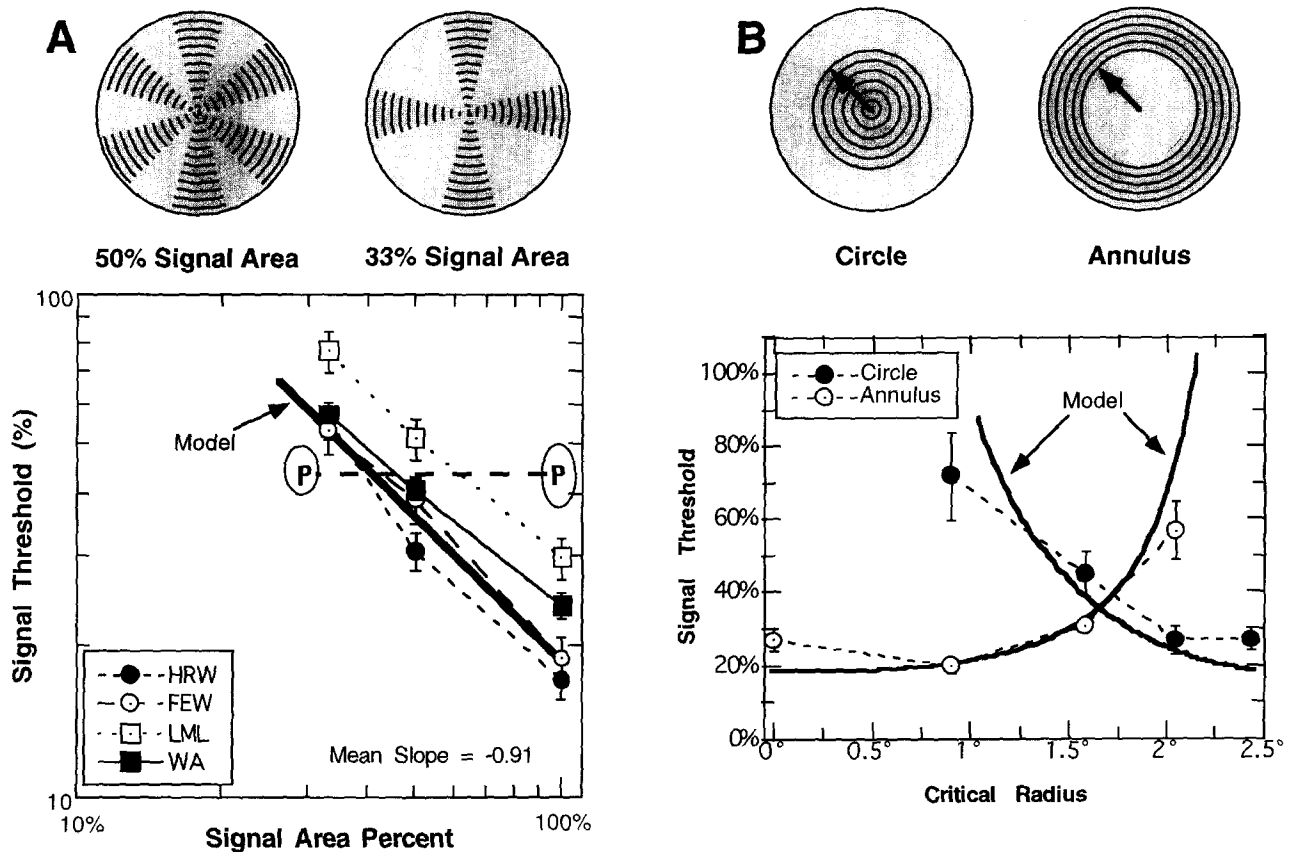 A
50% Signal Area
33% Signal Area
100
Signal Threshold (%)
Model
P
P
HRW
FEW
LML
WA
Mean Slope = -0.91
10
10%
100%
Signal Area Percent
B
Circle
Annulus
Circle
Annulus
Model
100%
80%
60%
40%
20%
0%
Signal Threshold
0°
0.5°
1°
1.5°
2°
2.5°
Critical Radius